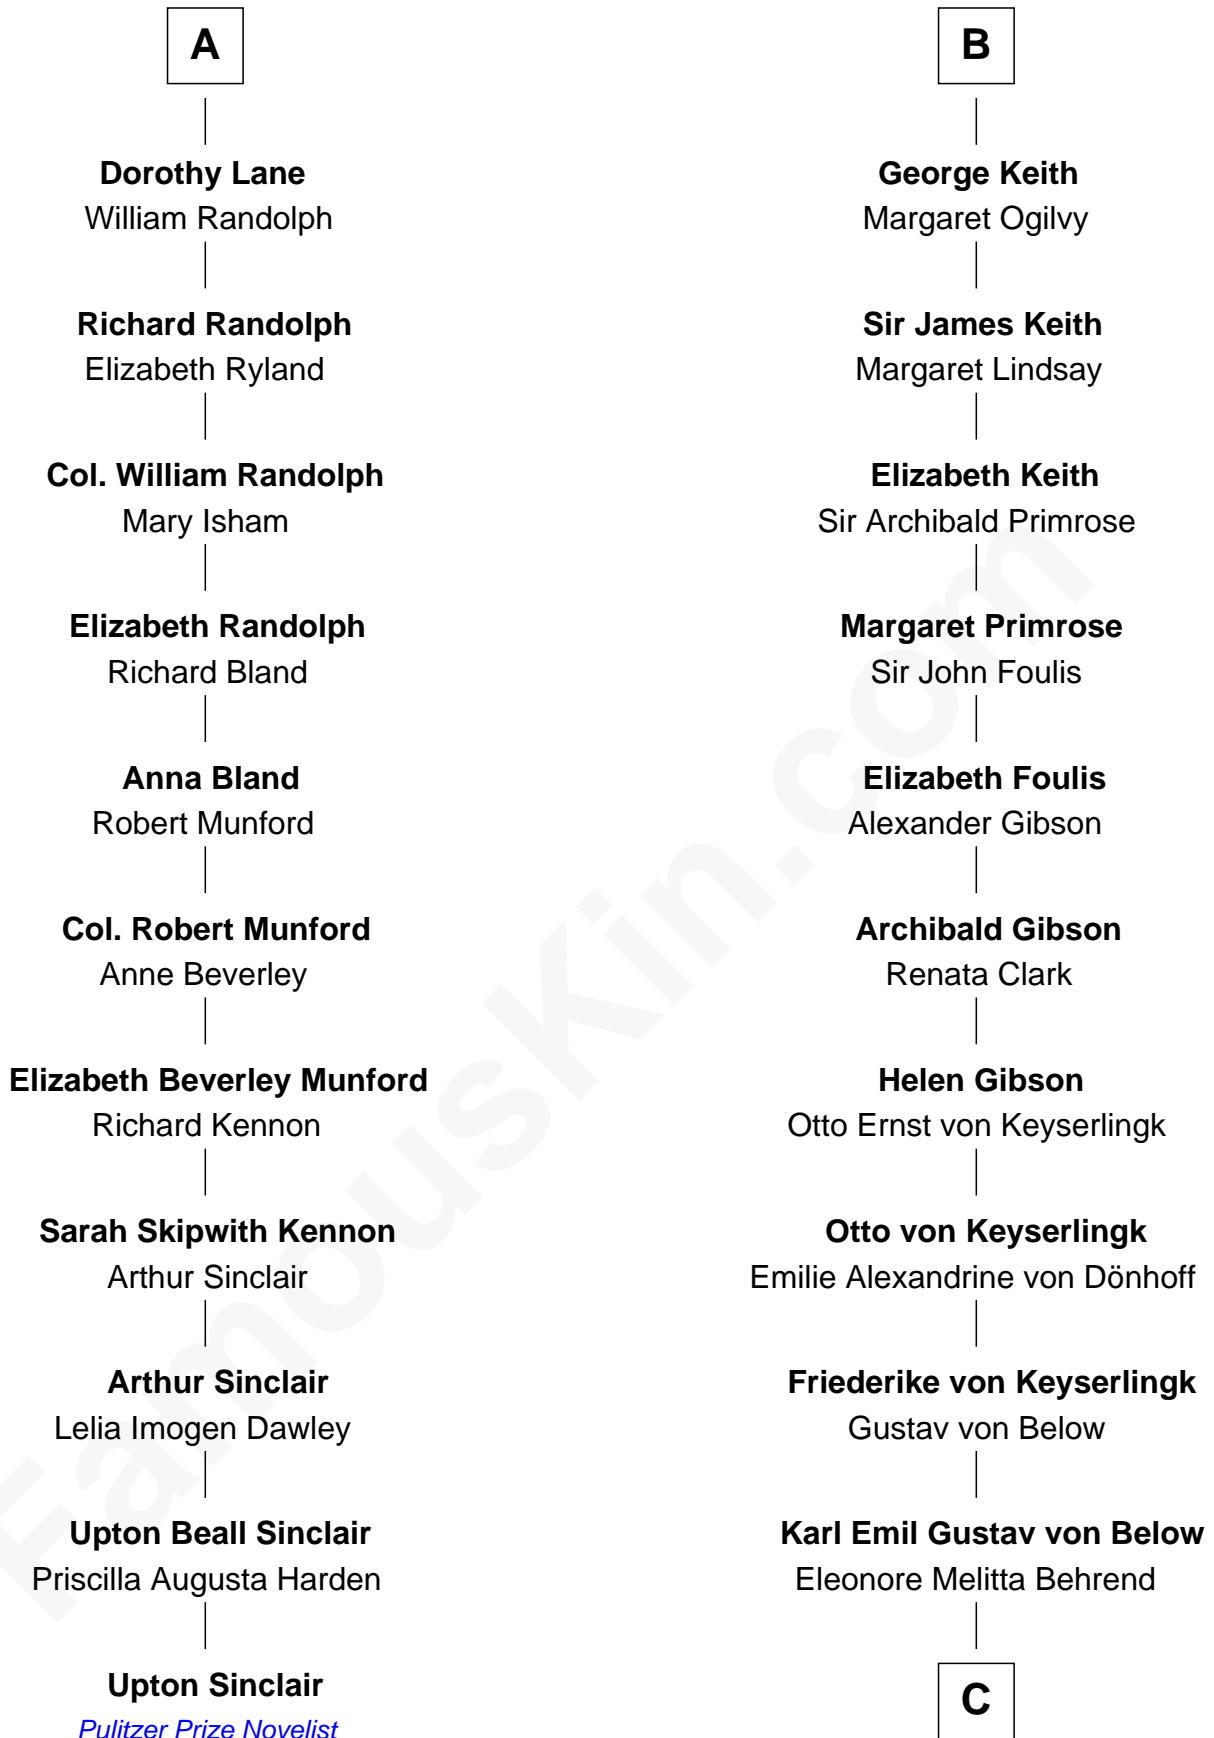 A
Dorothy Lane
William Randolph
Richard Randolph
Elizabeth Ryland
Col. William Randolph
Mary Isham
Elizabeth Randolph
Richard Bland
Anna Bland
Robert Munford
Col. Robert Munford
Anne Beverley
Elizabeth Beverley Munford
Richard Kennon
Sarah Skipwith Kennon
Arthur Sinclair
Arthur Sinclair
Lelia Imogen Dawley
Upton Beall Sinclair
Priscilla Augusta Harden
Upton Sinclair
Pulitzer Prize Novelist
B
George Keith
Margaret Ogilvy
Sir James Keith
Margaret Lindsay
Elizabeth Keith
Sir Archibald Primrose
Margaret Primrose
Sir John Foulis
Elizabeth Foulis
Alexander Gibson
Archibald Gibson
Renata Clark
Helen Gibson
Otto Ernst von Keyserlingk
Otto von Keyserlingk
Emilie Alexandrine von Dönhoff
Friederike von Keyserlingk
Gustav von Below
Karl Emil Gustav von Below
Eleonore Melitta Behrend
C
FamousKin.com